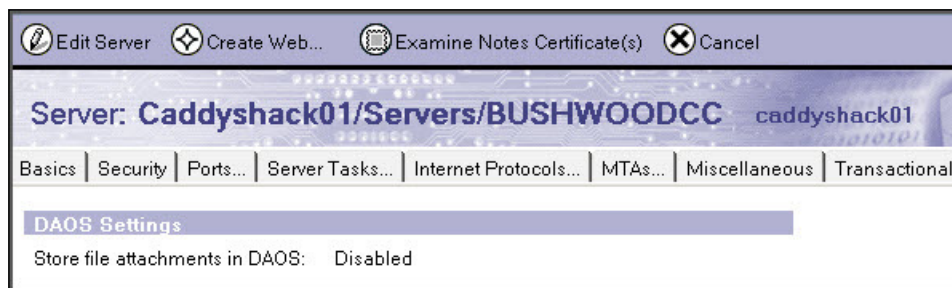 Edit Server Create Web... Examine Notes Certificate(s) Cancel
Server: Caddyshack01/Servers/BUSHWOODCC caddyshack01
Basics Security Ports... Server Tasks... Internet Protocols... MTAs... Miscellaneous Transactional
DAOS Settings
Store file attachments in DAOS: Disabled